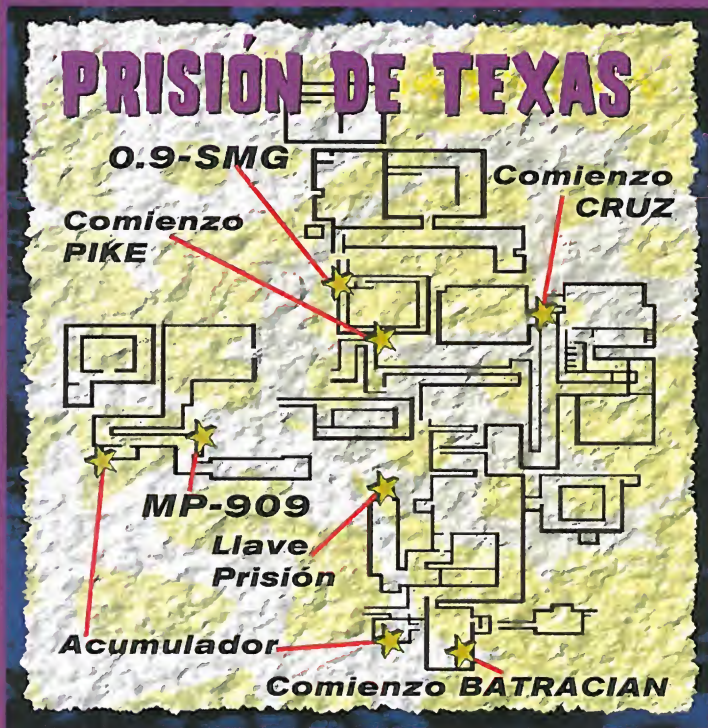 PRISIÓN DE TEXAS
0.9-SMG
Comienzo
CRUZ
Comienzo
PIKE
MP-909
Llave
Prisión
Acumulador
Comienzo BATRACIAN